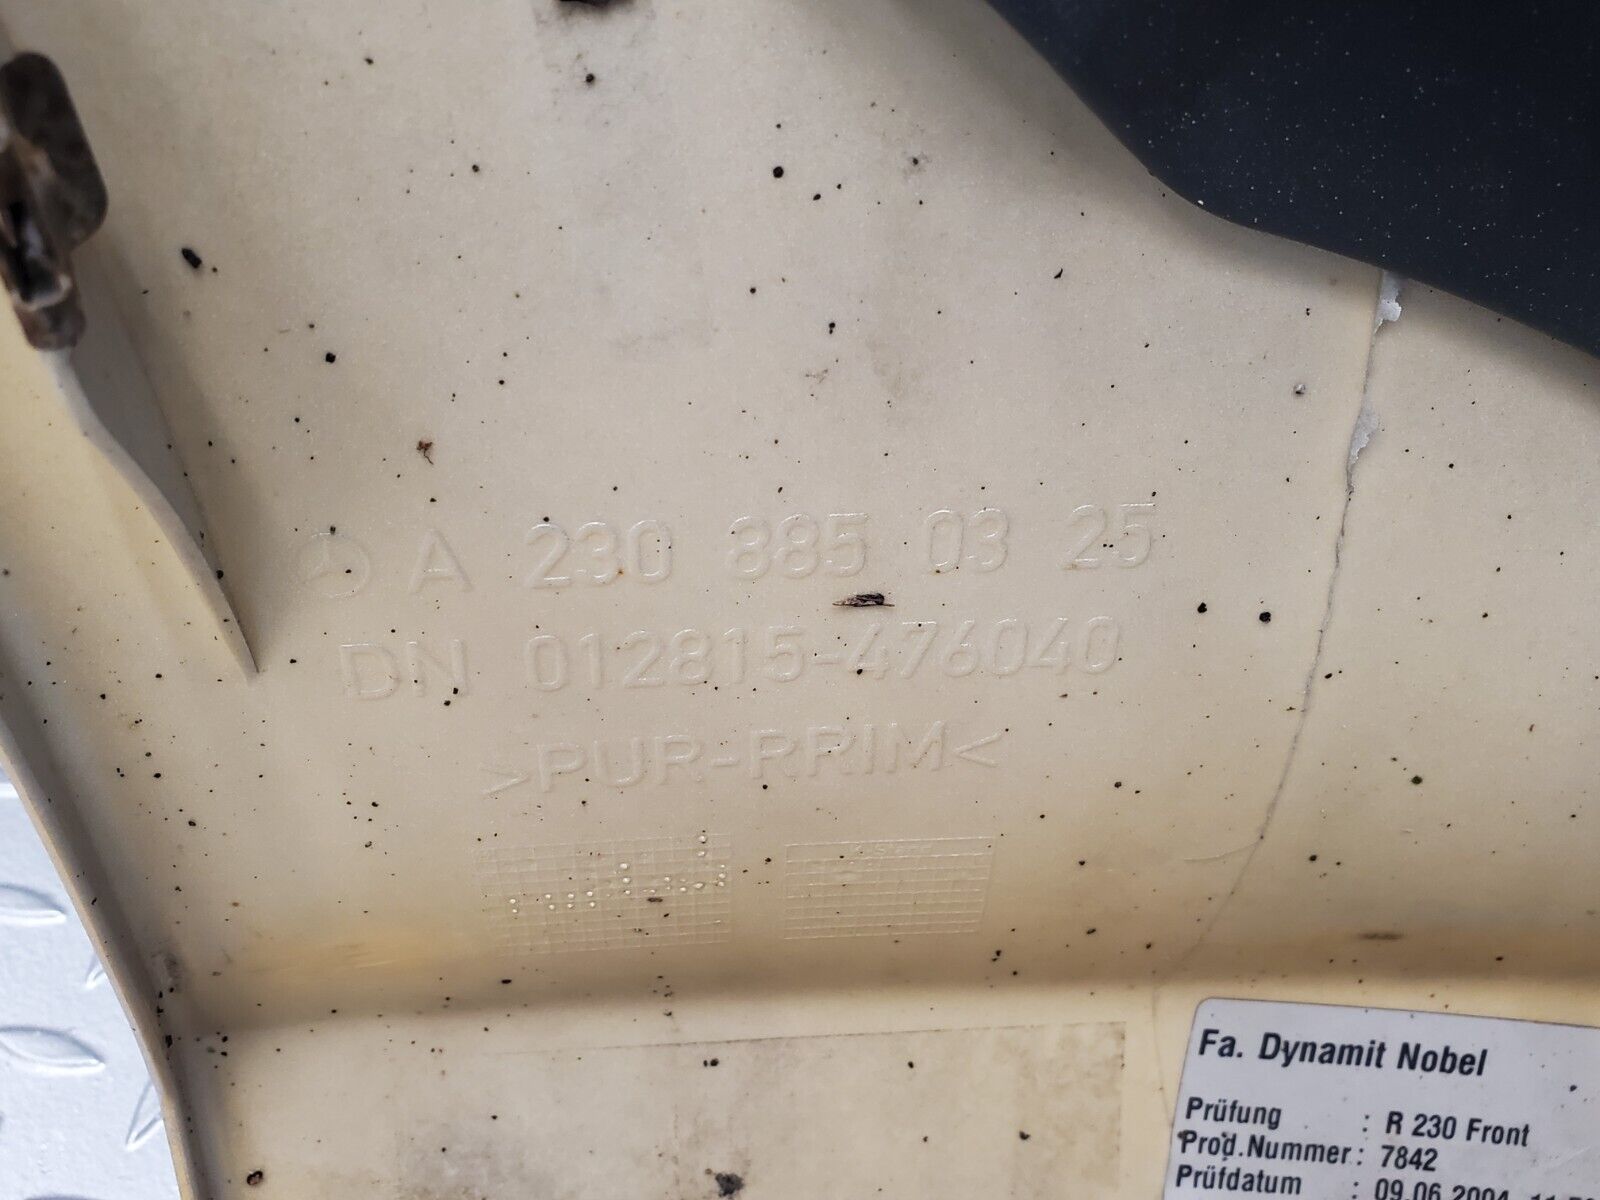 A 230 885 03 25
DN 012815-476040
>PUR-RRIM<
Fa. Dynamit Nobel
Prüfung : R 230 Front
Prod.Nummer : 7842
Prüfdatum : 09.06.2004